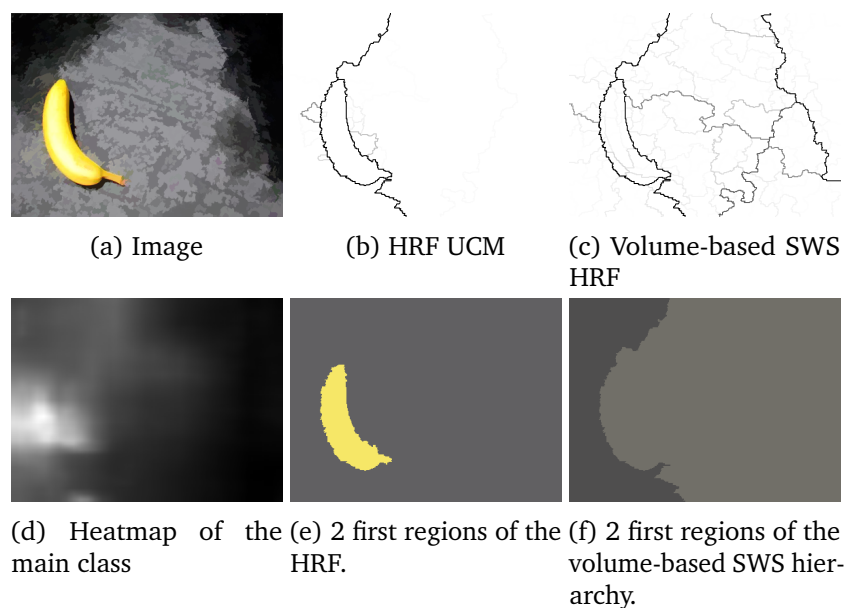 (a) Image
(b) HRF UCM
(c) Volume-based SWS
HRF
(d) Heatmap of the
main class
(e) 2 first regions of the
HRF.
(f) 2 first regions of the
volume-based SWS hier-
archy.